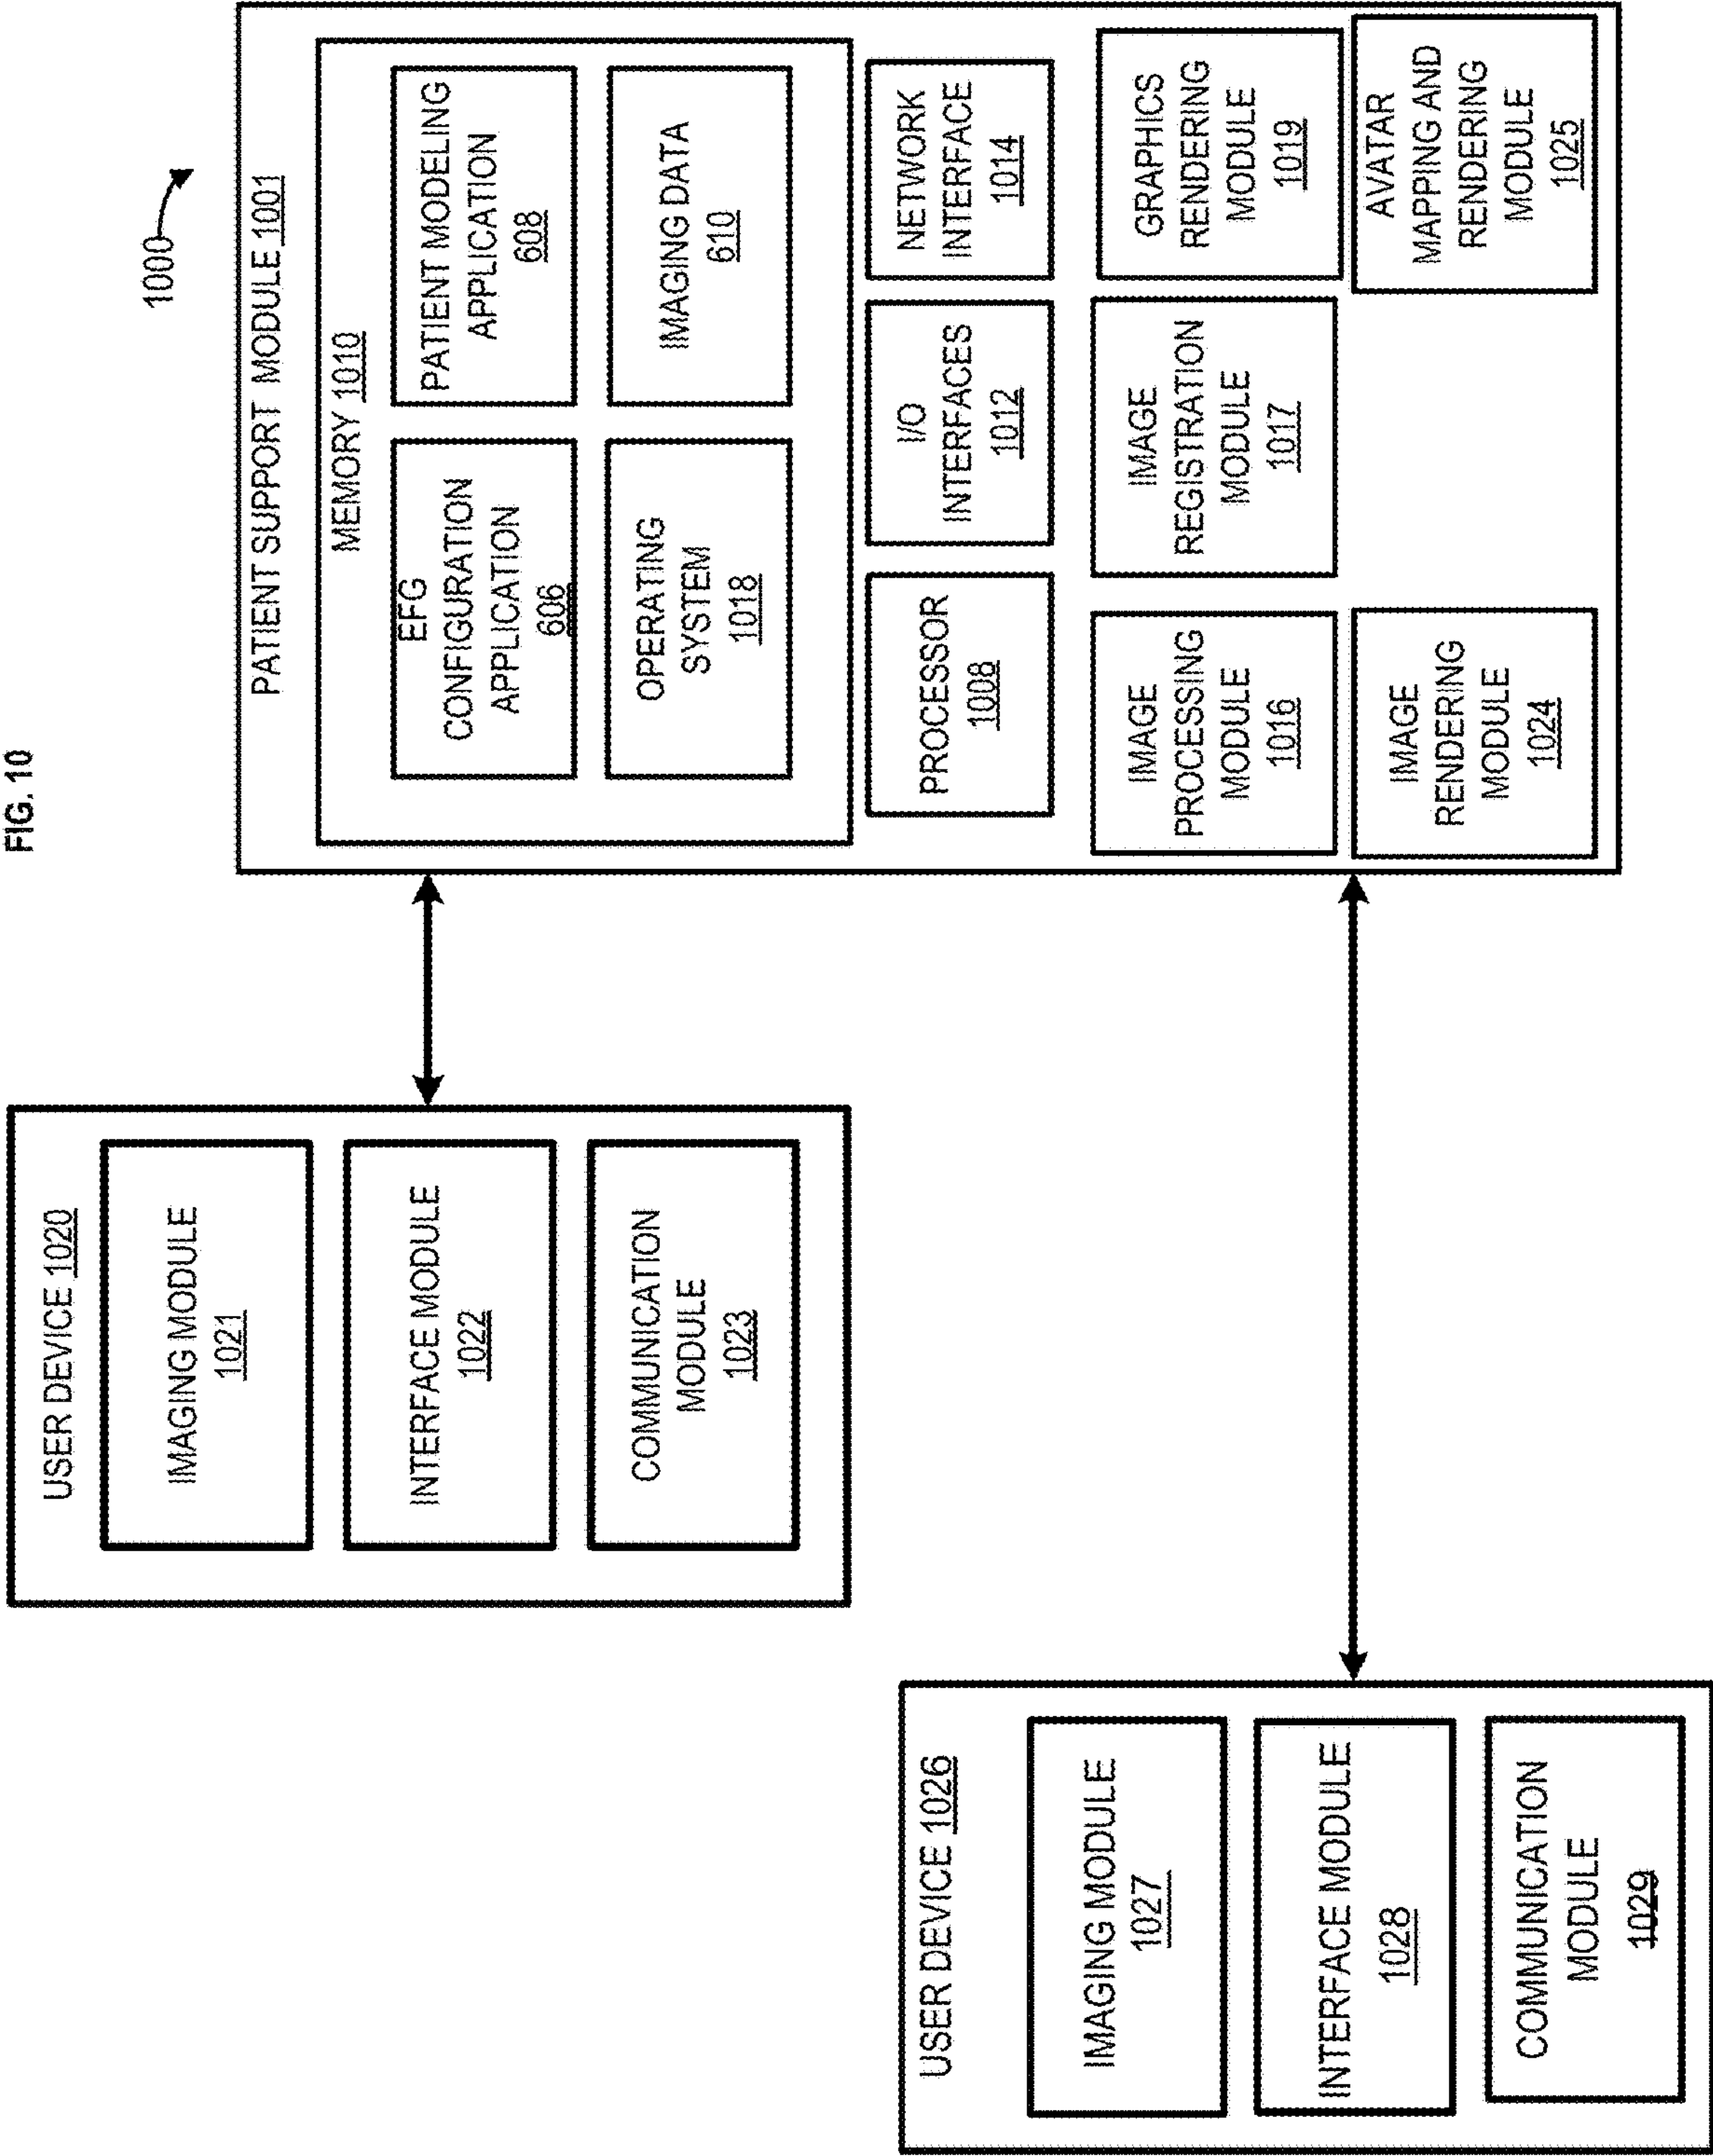 FIG. 10
1000
USER DEVICE 1020
IMAGING MODULE
1021
INTERFACE MODULE
1022
COMMUNICATION
MODULE
1023
PATIENT SUPPORT MODULE 1001
MEMORY 1010
EFG
CONFIGURATION
APPLICATION
606
PATIENT MODELING
APPLICATION
608
OPERATING
SYSTEM
1018
IMAGING DATA
610
PROCESSOR
1008
I/O
INTERFACES
1012
NETWORK
INTERFACE
1014
IMAGE
PROCESSING
MODULE
1016
IMAGE
REGISTRATION
MODULE
1017
GRAPHICS
RENDERING
MODULE
1019
IMAGE
RENDERING
MODULE
1024
AVATAR
MAPPING AND
RENDERING
MODULE
1025
USER DEVICE 1026
IMAGING MODULE
1027
INTERFACE MODULE
1028
COMMUNICATION
MODULE
1029